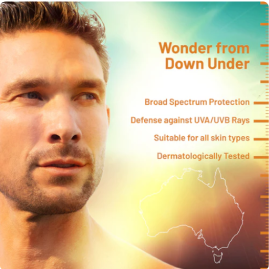 Wonder from
Down Under
Broad Spectrum Protection
Defense against UVA/UVB Rays
Suitable for all skin types
Dermatologically Tested